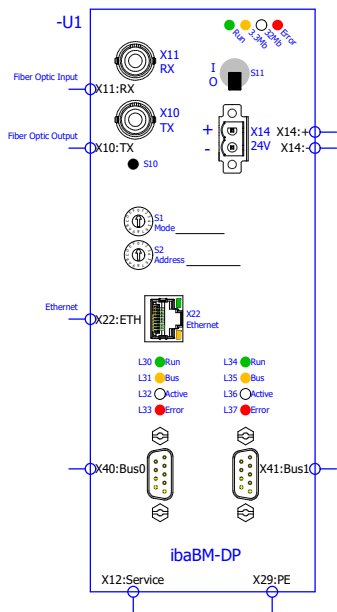 -U1
Run
3.3Mb
32Mb
Error
X11
RX
I
O
S11
Fiber Optic Input
X11:RX
X10
TX
+
-
X14
24V
X14:+
X14:-
Fiber Optic Output
X10:TX
S10
S1
Mode
S2
Address
Ethernet
X22:ETH
X22
Ethernet
L30 Run
L34 Run
L31 Bus
L35 Bus
L32 Active
L36 Active
L33 Error
L37 Error
X40:Bus0
X41:Bus1
ibaBM-DP
X12:Service
X29:PE